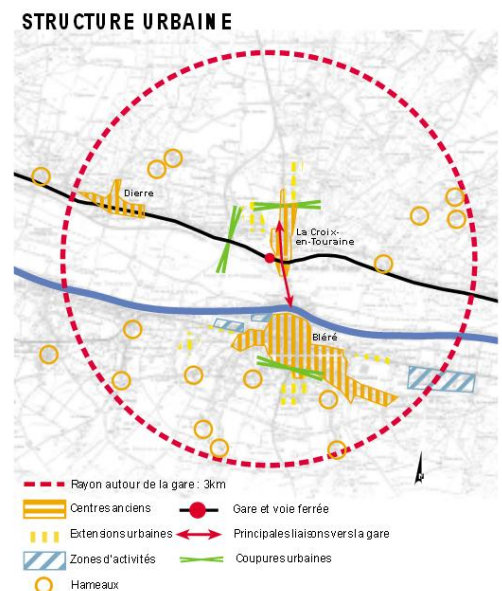 STRUCTURE URBAINE
Dierre
La Croix-
en-Touraine
Bléré
Rayon autour de la gare : 3km
Centres anciens
Gare et voie ferrée
Extensions urbaines
Principales liaisons vers la gare
Zones d'activités
Coupures urbaines
Hameaux